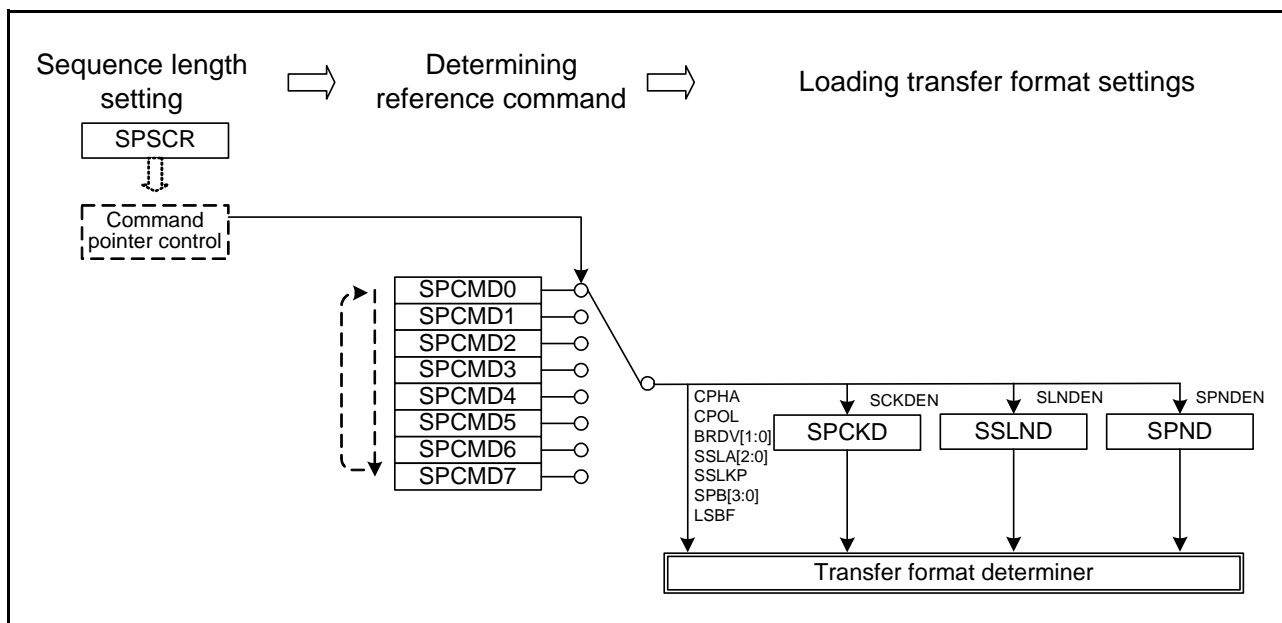 Sequence length
setting
Determining
reference command
Loading transfer format settings
SPSCR
Command
pointer control
SPCMD0
SPCMD1
SPCMD2
SPCMD3
SPCMD4
SPCMD5
SPCMD6
SPCMD7
CPHA
CPOL
BRDV[1:0]
SSLA[2:0]
SSLKP
SPB[3:0]
LSBF
SCKDEN
SPCKD
SLNDEN
SSLND
SPNDEN
SPND
Transfer format determiner